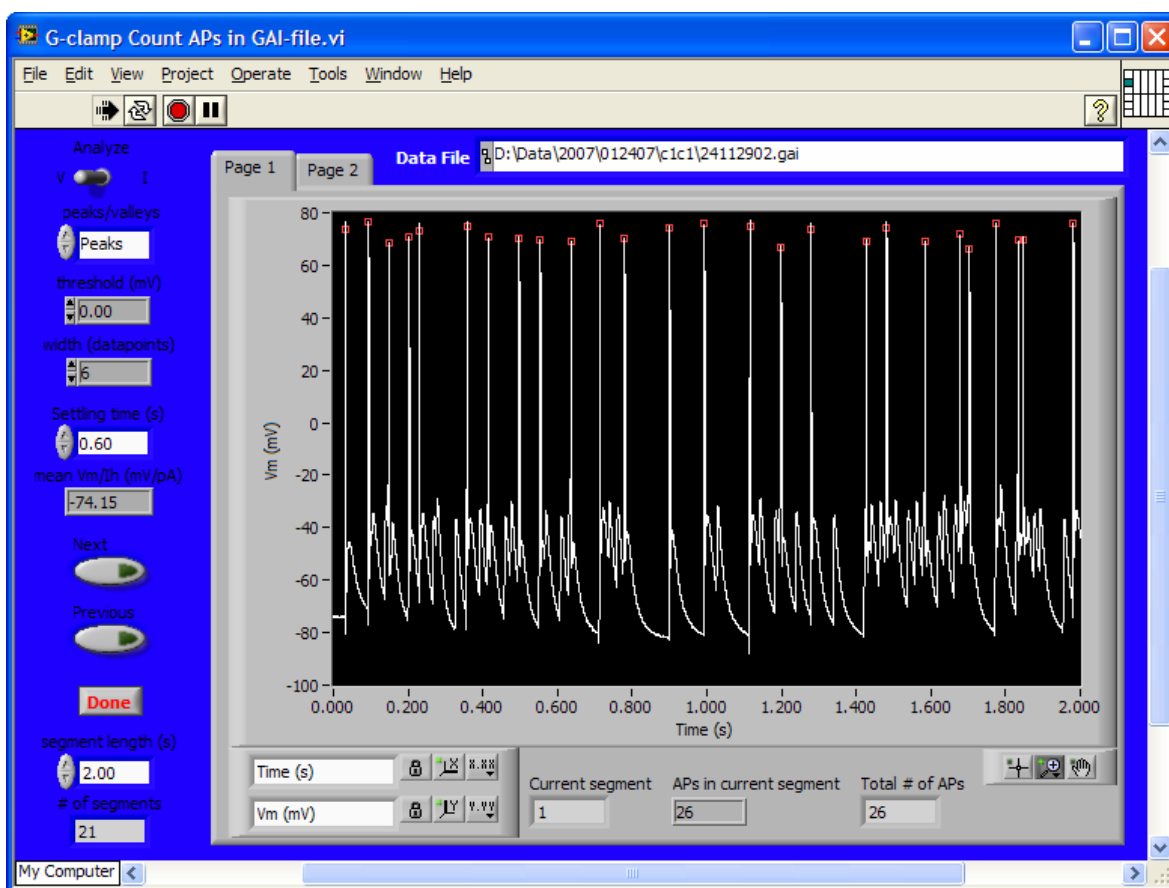 G-clamp Count APs in GAI-file.vi
File Edit View Project Operate Tools Window Help
Analyze
V I
peaks/valleys
Peaks
threshold (mV)
0.00
width (datapoints)
6
Settling time (s)
0.60
mean Vm/Ih (mV/pA)
-74.15
Next
Previous
Done
segment length (s)
2.00
# of segments
21
Data File D:\Data\2007\012407\c1c1\24112902.gai
Page 1 Page 2
Vm (mV)
80
60
40
20
0
-20
-40
-60
-80
-100
0.000 0.200 0.400 0.600 0.800 1.000 1.200 1.400 1.600 1.800 2.000
Time (s)
Time (s) X X.XX
Vm (mV) Y Y.YY
Current segment APs in current segment Total # of APs
1 26 26
My Computer